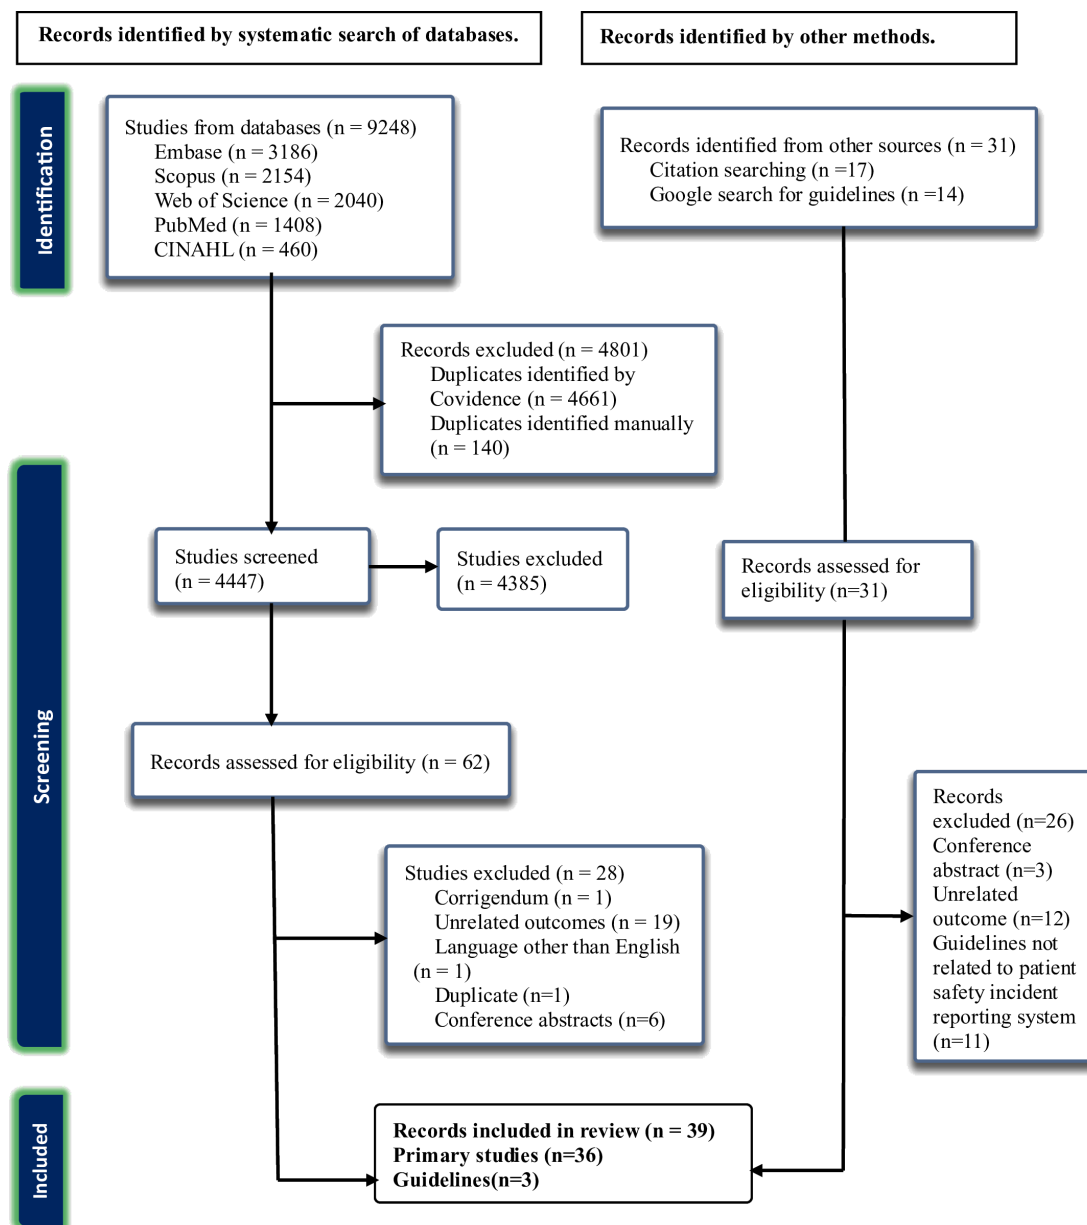 Records identified by systematic search of databases.
Records identified by other methods.
Identification
Studies from databases (n = 9248)
Embase (n = 3186)
Scopus (n = 2154)
Web of Science (n = 2040)
PubMed (n = 1408)
CINAHL (n = 460)
Records identified from other sources (n = 31)
Citation searching (n =17)
Google search for guidelines (n =14)
Records excluded (n = 4801)
Duplicates identified by
Covidence (n = 4661)
Duplicates identified manually
(n = 140)
Screening
Studies screened
(n = 4447)
Studies excluded
(n = 4385)
Records assessed for
eligibility (n=31)
Records assessed for eligibility (n = 62)
Studies excluded (n = 28)
Corrigendum (n = 1)
Unrelated outcomes (n = 19)
Language other than English
(n = 1)
Duplicate (n=1)
Conference abstracts (n=6)
Records
excluded (n=26)
Conference
abstract (n=3)
Unrelated
outcome (n=12)
Guidelines not
related to patient
safety incident
reporting system
(n=11)
Included
Records included in review (n = 39)
Primary studies (n=36)
Guidelines(n=3)